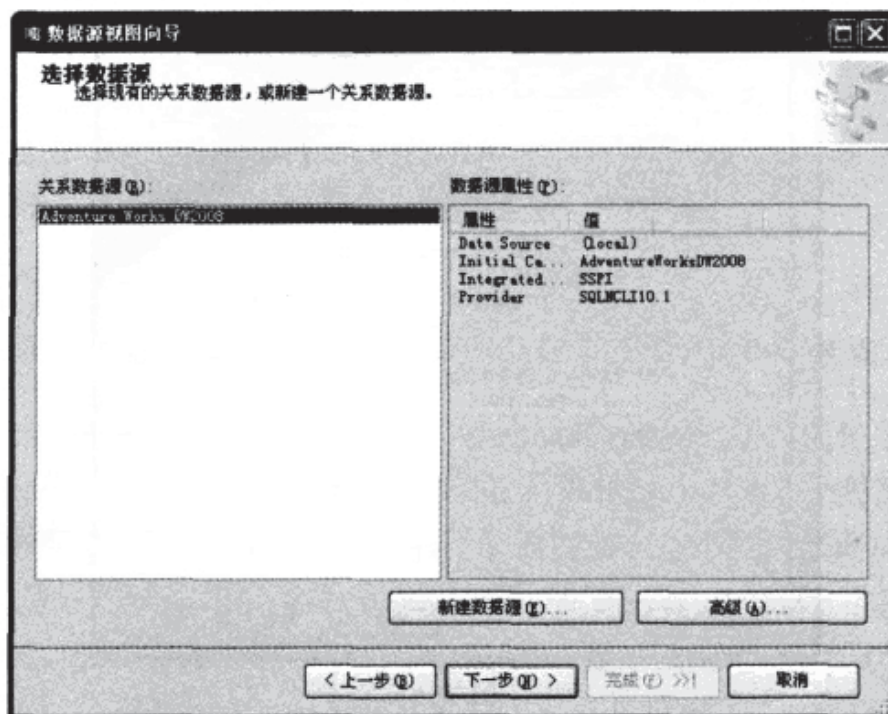 数据源视图向导
选择数据源
选择现有的关系数据源，或新建一个关系数据源。
关系数据源(R):
Adventure Works DW2008
数据源属性(P):
属性 值
Data Source (local)
Initial Ca... AdventureWorksDW2008
Integrated... SSPI
Provider SQLNCLI10.1
新建数据源(E)...
高级(A)...
< 上一步(B)
下一步(N) >
完成(F) >>|
取消